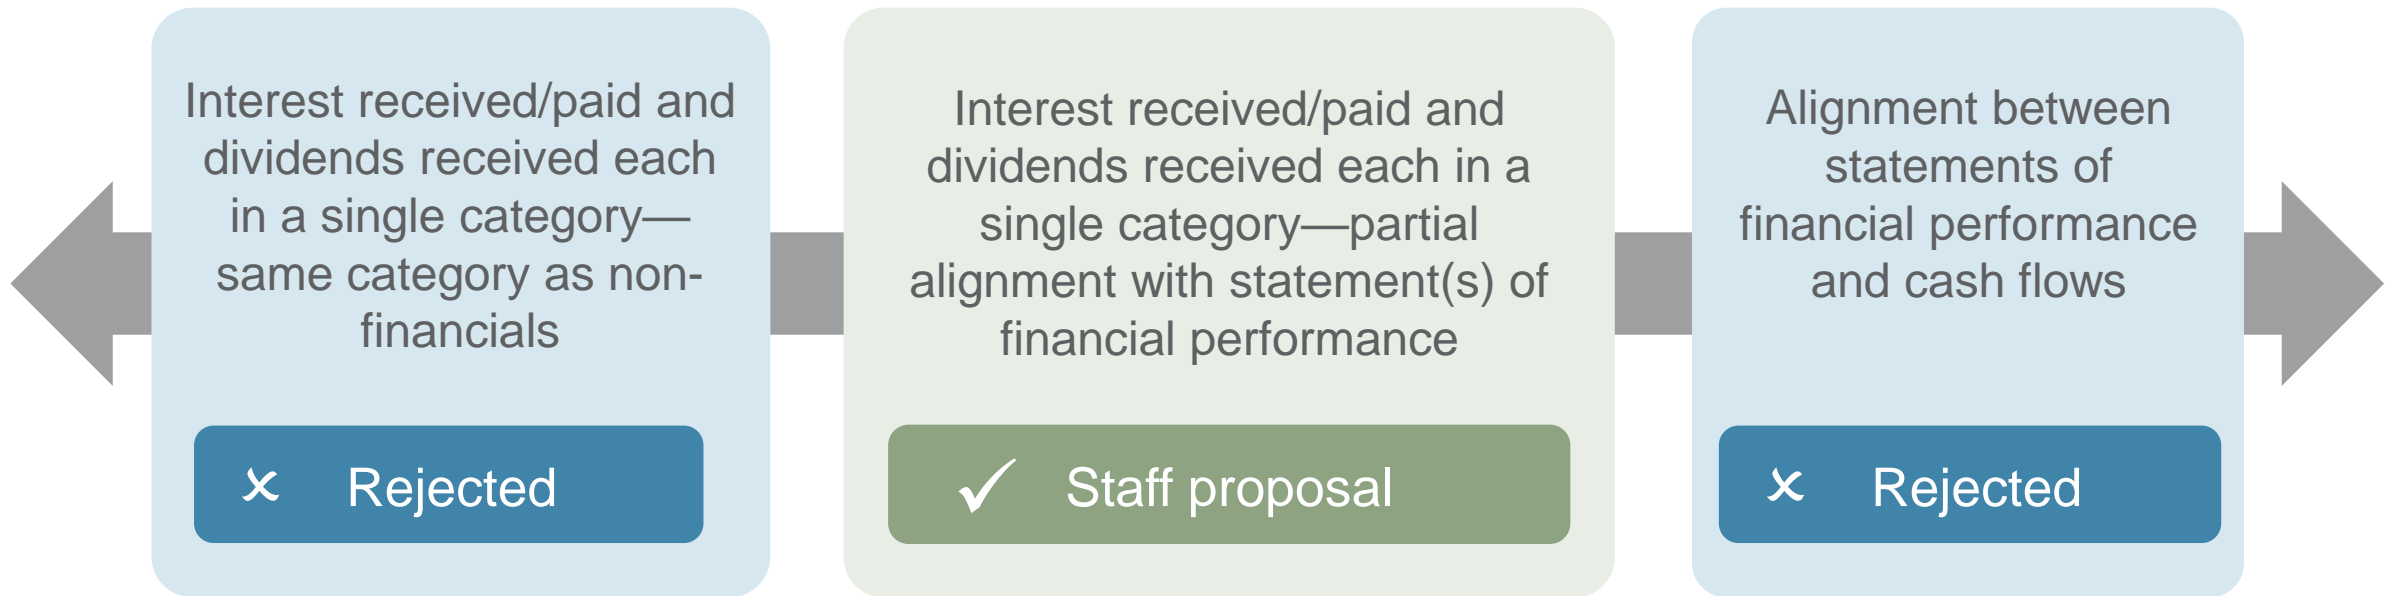 Interest received/paid and
dividends received each
in a single category—
same category as non-
financials
✗ Rejected
Interest received/paid and
dividends received each in a
single category—partial
alignment with statement(s) of
financial performance
✓ Staff proposal
Alignment between
statements of
financial performance
and cash flows
✗ Rejected